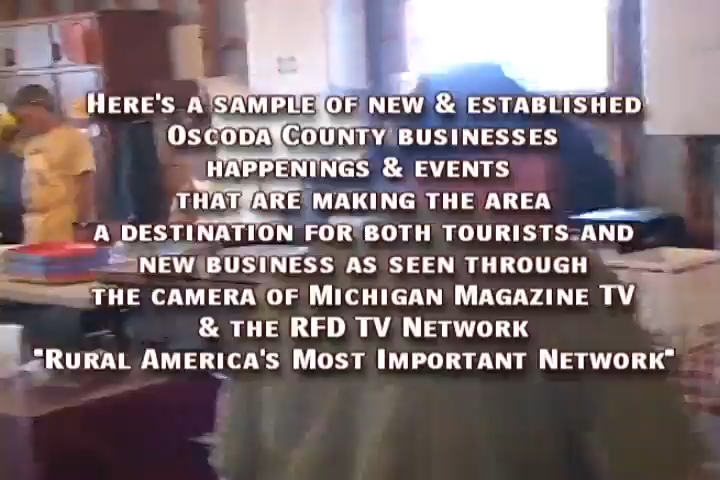 Here's a sample of new & established
Oscoda County businesses
happenings & events
that are making the area
a destination for both tourists and
new business as seen through
the camera of Michigan Magazine TV
& the RFD TV Network
"Rural America's Most Important Network"